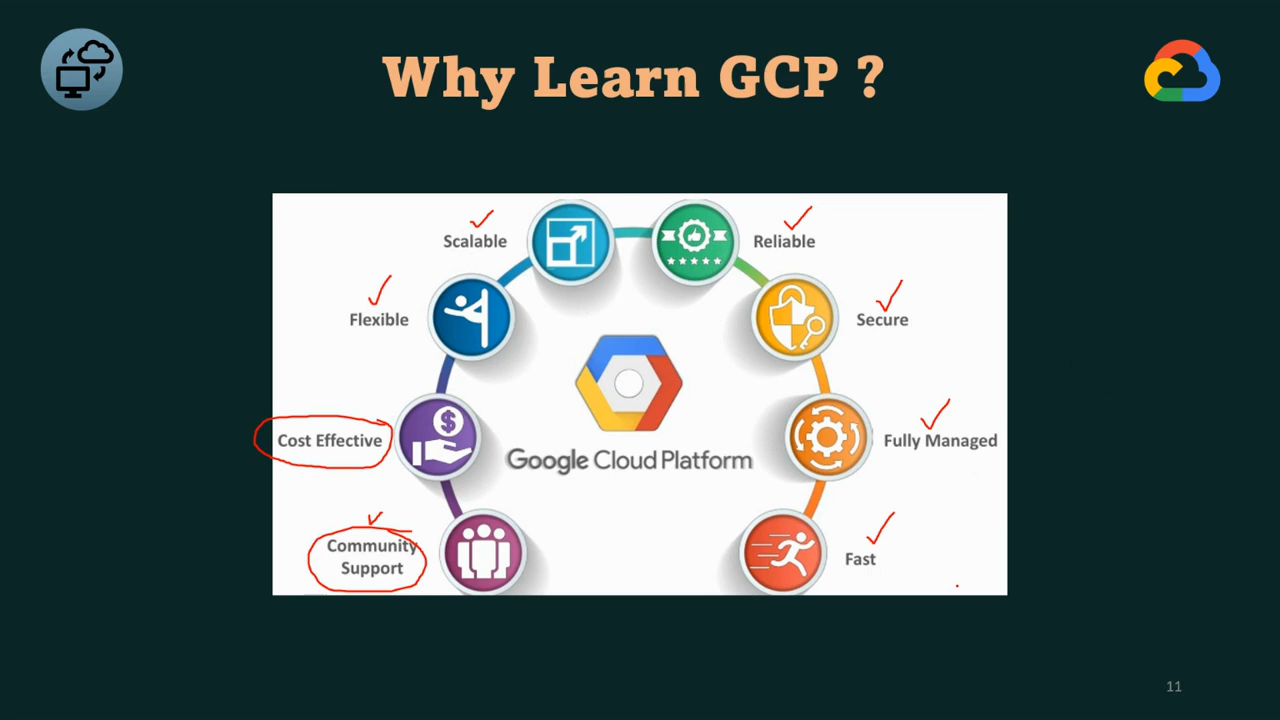 Why Learn GCP ?
Scalable
Reliable
Flexible
Secure
Cost Effective
Google Cloud Platform
Fully Managed
Community
Support
Fast
11